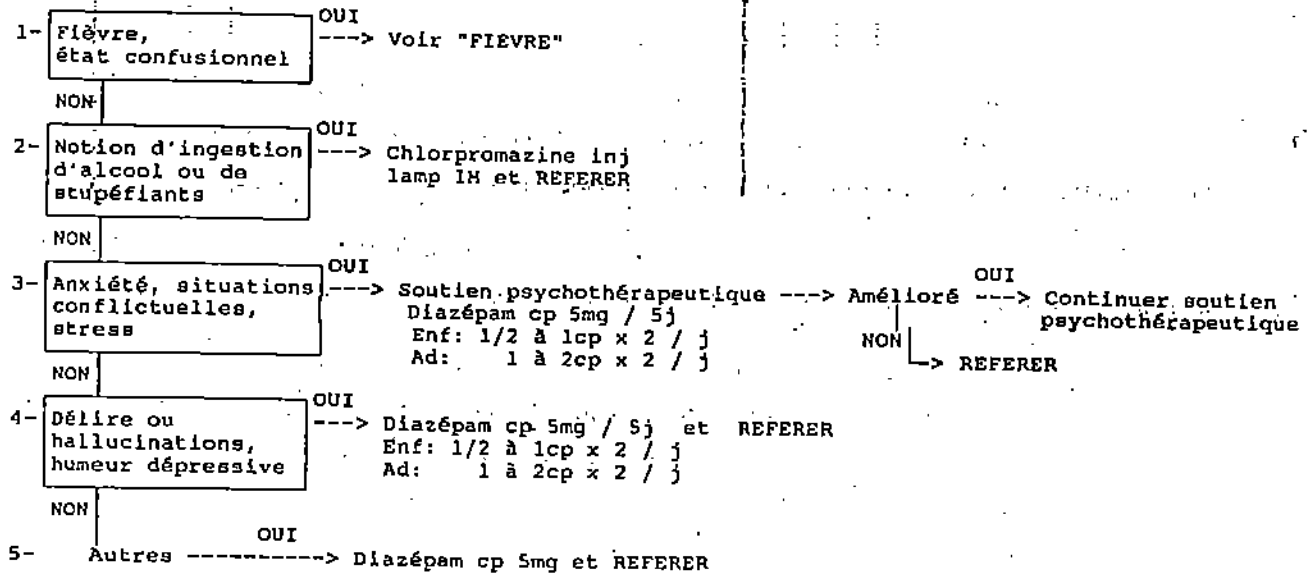 OUI
1- Fièvre, ---> Voir "FIEVRE"
état confusionnel
NON
OUI
2- Notion d'ingestion ---> Chlorpromazine inj
d'alcool ou de lamp IM et REFERER
stupéfiants
NON
OUI OUI
3- Anxiété, situations ---> Soutien psychothérapeutique ---> Amélioré ---> Continuer soutien
conflictuelles, Diazépam cp 5mg / 5j psychothérapeutique
stress Enf: 1/2 à 1cp x 2 / j NON
Ad: 1 à 2cp x 2 / j --> REFERER
NON
OUI
4- Délire ou ---> Diazépam cp 5mg / 5j et REFERER
hallucinations, Enf: 1/2 à 1cp x 2 / j
humeur dépressive Ad: 1 à 2cp x 2 / j
NON
OUI
5- Autres ----------> Diazépam cp 5mg et REFERER